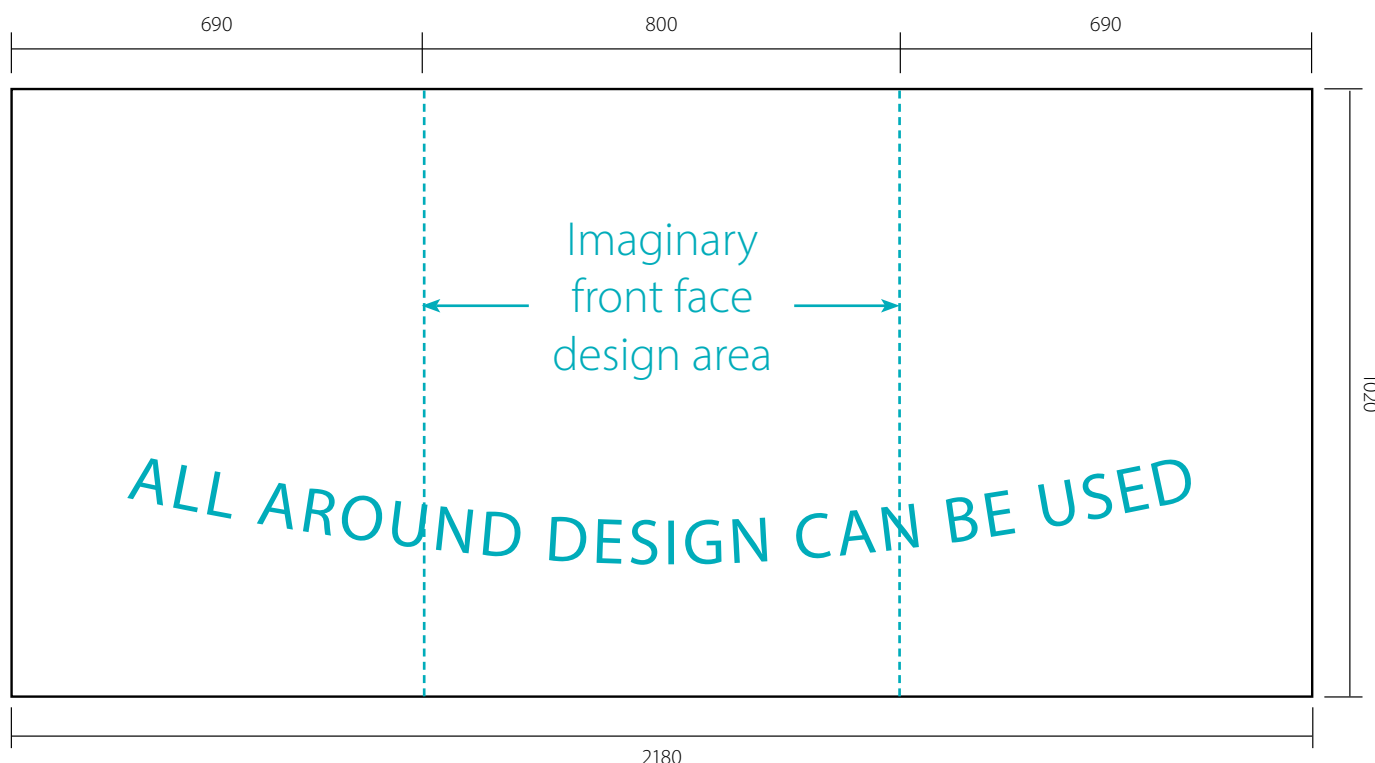 690
800
690
Imaginary
front face
design area
1020
ALL AROUND DESIGN CAN BE USED
2180